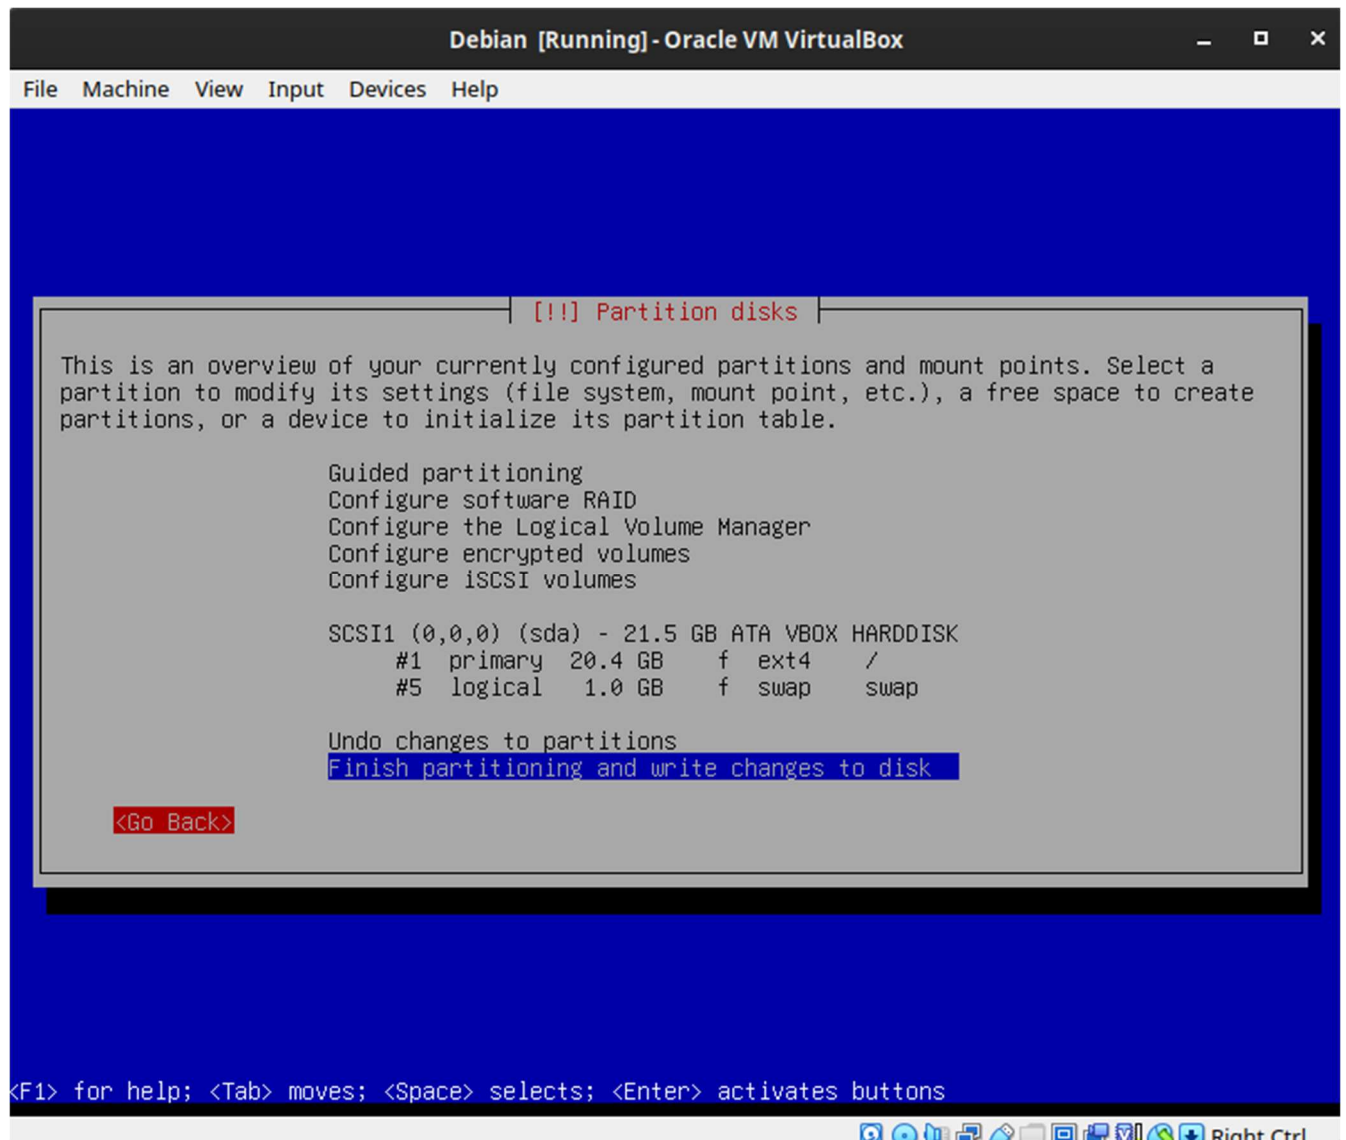 Debian [Running] - Oracle VM VirtualBox
File Machine View Input Devices Help
[!!] Partition disks
This is an overview of your currently configured partitions and mount points. Select a
partition to modify its settings (file system, mount point, etc.), a free space to create
partitions, or a device to initialize its partition table.
Guided partitioning
Configure software RAID
Configure the Logical Volume Manager
Configure encrypted volumes
Configure iSCSI volumes
SCSI1 (0,0,0) (sda) - 21.5 GB ATA VBOX HARDDISK
#1 primary 20.4 GB f ext4 /
#5 logical 1.0 GB f swap swap
Undo changes to partitions
Finish partitioning and write changes to disk
<Go Back>
<F1> for help; <Tab> moves; <Space> selects; <Enter> activates buttons
Right Ctrl